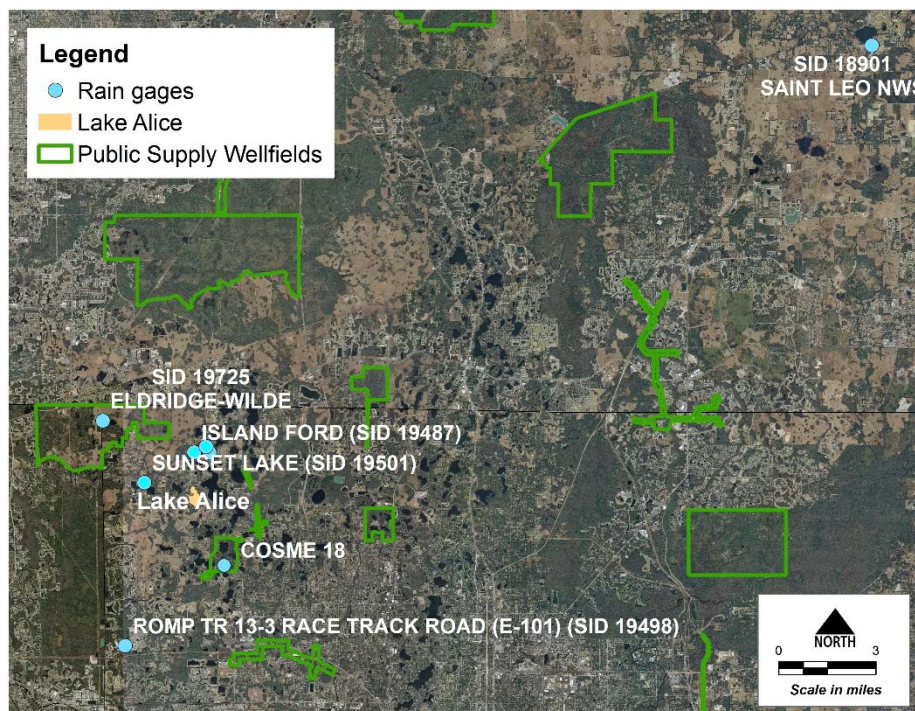 Legend
Rain gages
Lake Alice
Public Supply Wellfields
SID 18901
SAINT LEO NWS
SID 19725
ELDRIDGE-WILDE
ISLAND FORD (SID 19487)
SUNSET LAKE (SID 19501)
Lake Alice
COSME 18
ROMP TR 13-3 RACE TRACK ROAD (E-101) (SID 19498)
NORTH
0 3
Scale in miles